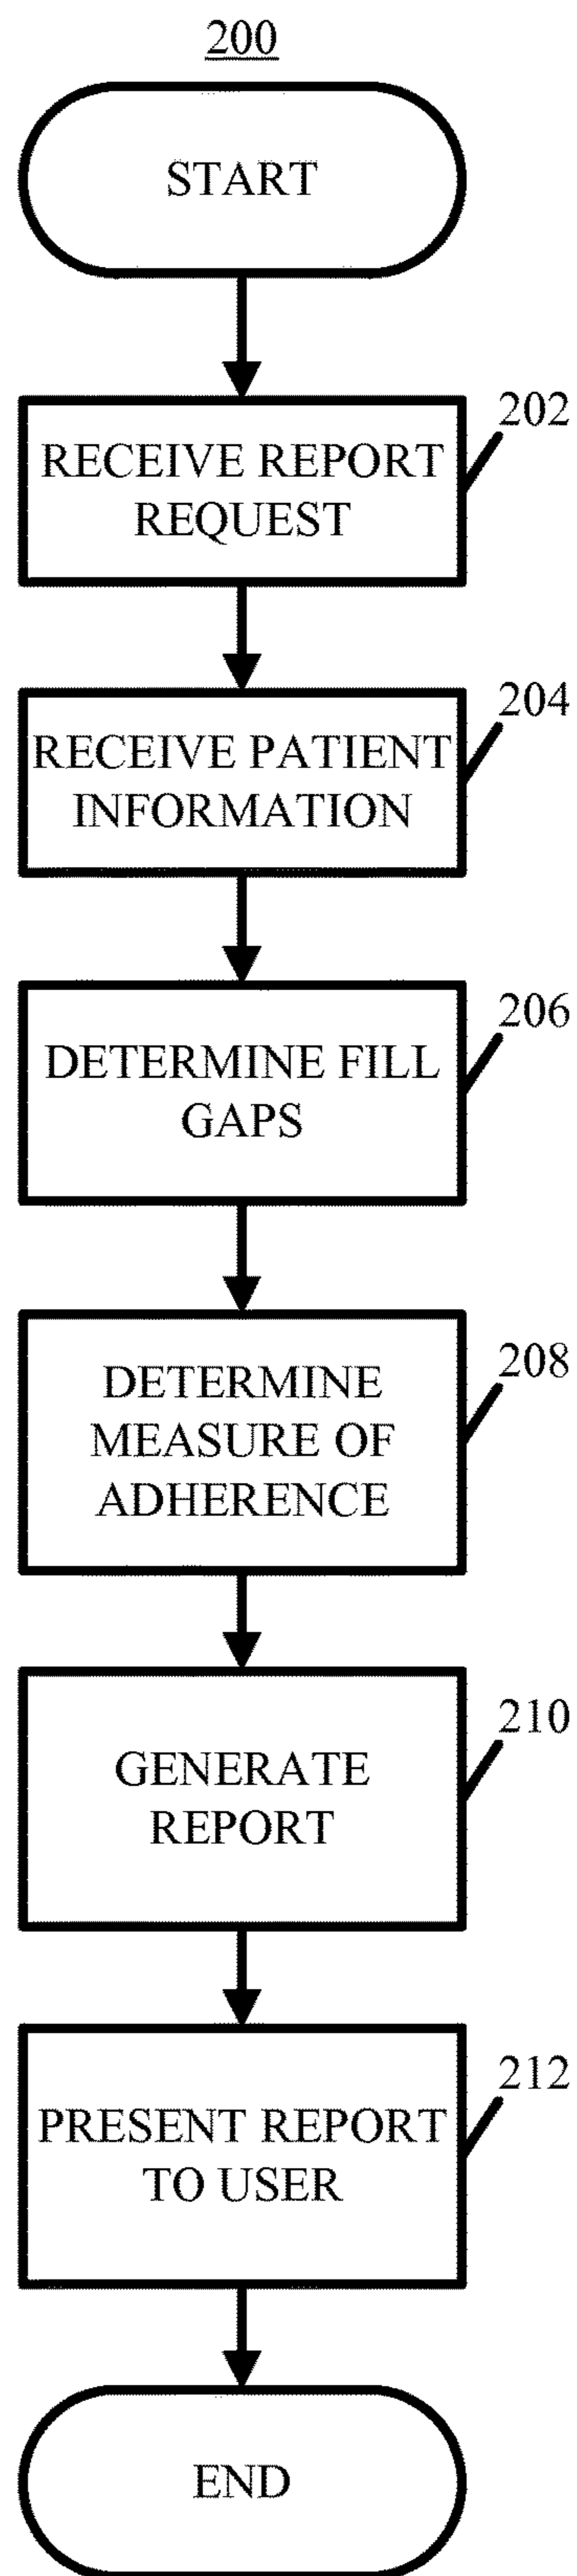 200
START
202
RECEIVE REPORT
REQUEST
204
RECEIVE PATIENT
INFORMATION
206
DETERMINE FILL
GAPS
208
DETERMINE
MEASURE OF
ADHERENCE
210
GENERATE
REPORT
212
PRESENT REPORT
TO USER
END